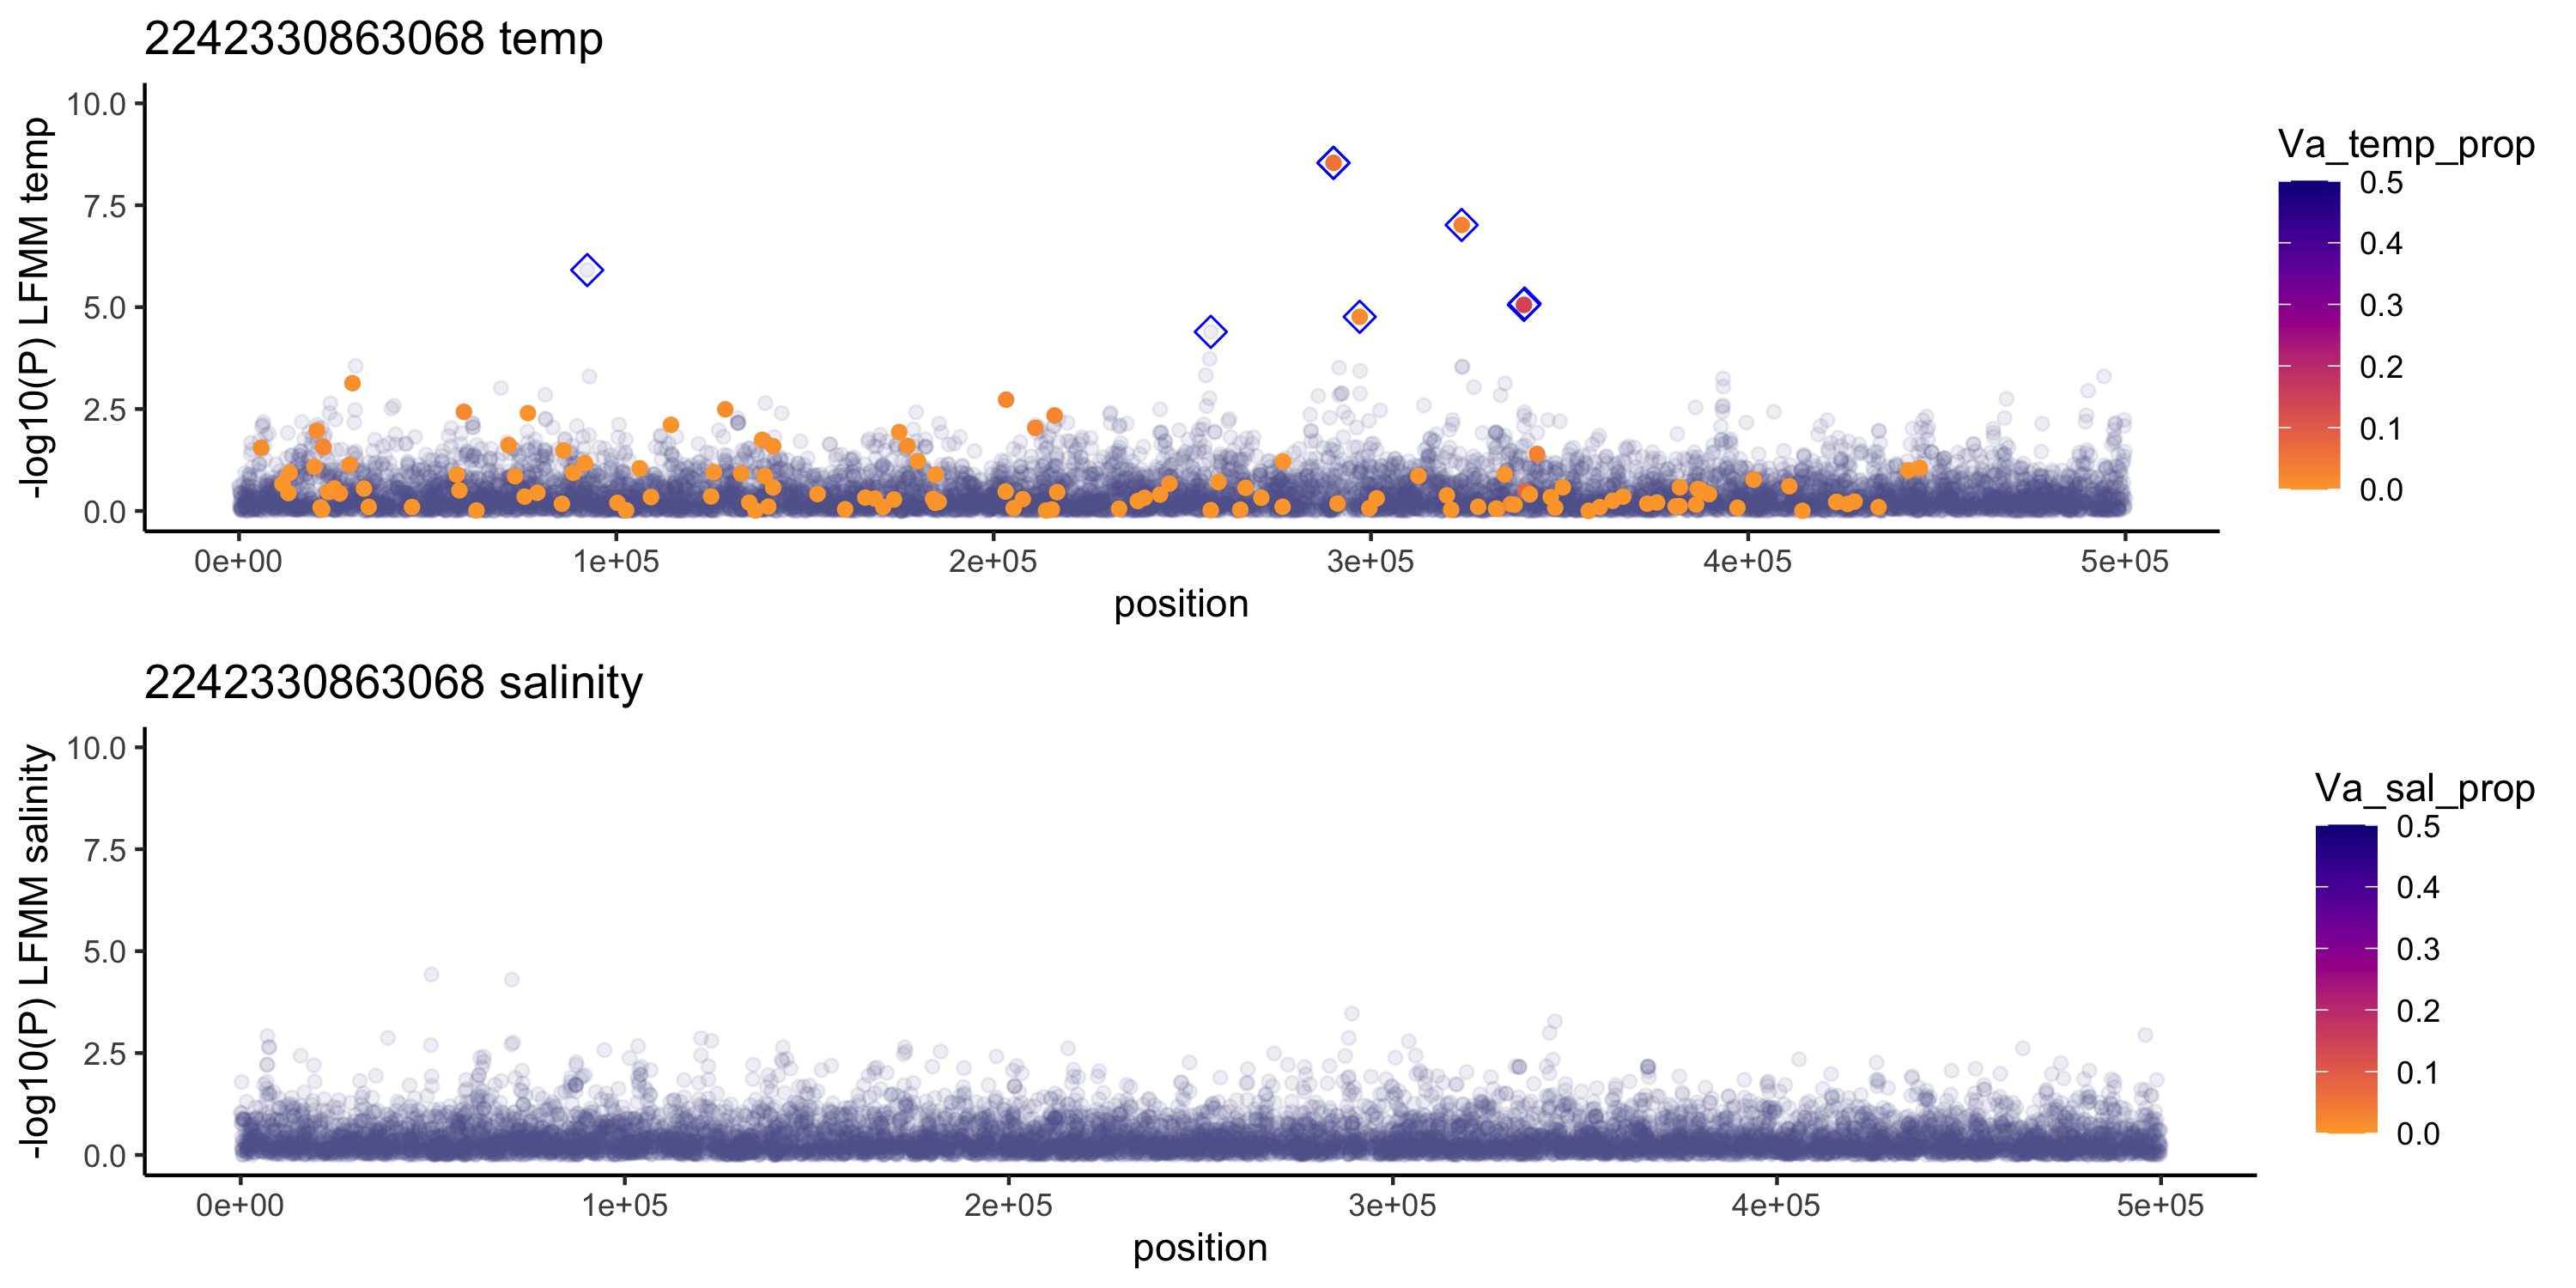 2242330863068 temp
-log10(P) LFMM temp
10.0
7.5
5.0
2.5
0.0
0e+00 1e+05 2e+05 3e+05 4e+05 5e+05
position
Va_temp_prop
0.5
0.4
0.3
0.2
0.1
0.0
2242330863068 salinity
-log10(P) LFMM salinity
10.0
7.5
5.0
2.5
0.0
0e+00 1e+05 2e+05 3e+05 4e+05 5e+05
position
Va_sal_prop
0.5
0.4
0.3
0.2
0.1
0.0